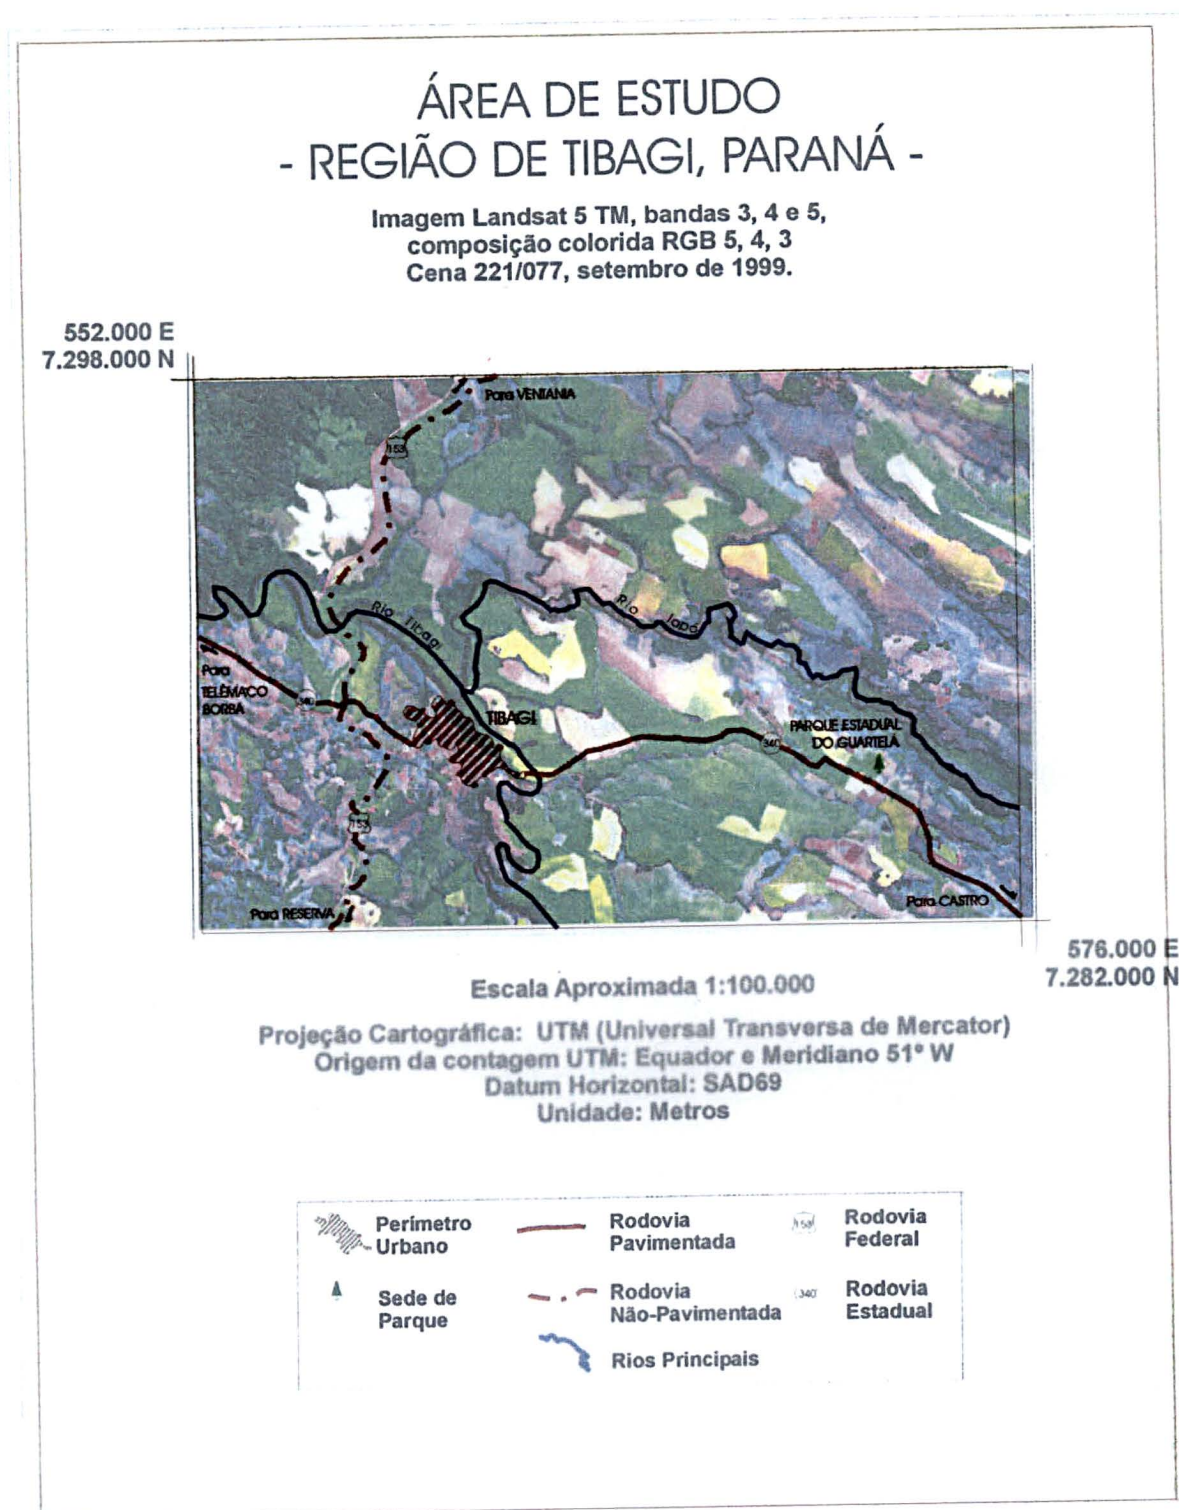 ÁREA DE ESTUDO
- REGIÃO DE TIBAGI, PARANÁ -
Imagem Landsat 5 TM, bandas 3, 4 e 5,
composição colorida RGB 5, 4, 3
Cena 221/077, setembro de 1999.
552.000 E
7.298.000 N
Para VENTANIA
153
Rio Tibagi
Rio Iapó
Para
TELÊMACO
BORBA
340
TIBAGI
PARQUE ESTADUAL
DO GUARTELÁ
340
153
Para RESERVA
Para CASTRO
576.000 E
7.282.000 N
Escala Aproximada 1:100.000
Projeção Cartográfica: UTM (Universal Transversa de Mercator)
Origem da contagem UTM: Equador e Meridiano 51° W
Datum Horizontal: SAD69
Unidade: Metros
Perímetro
Urbano
Rodovia
Pavimentada
153
Rodovia
Federal
Sede de
Parque
Rodovia
Não-Pavimentada
340
Rodovia
Estadual
Rios Principais